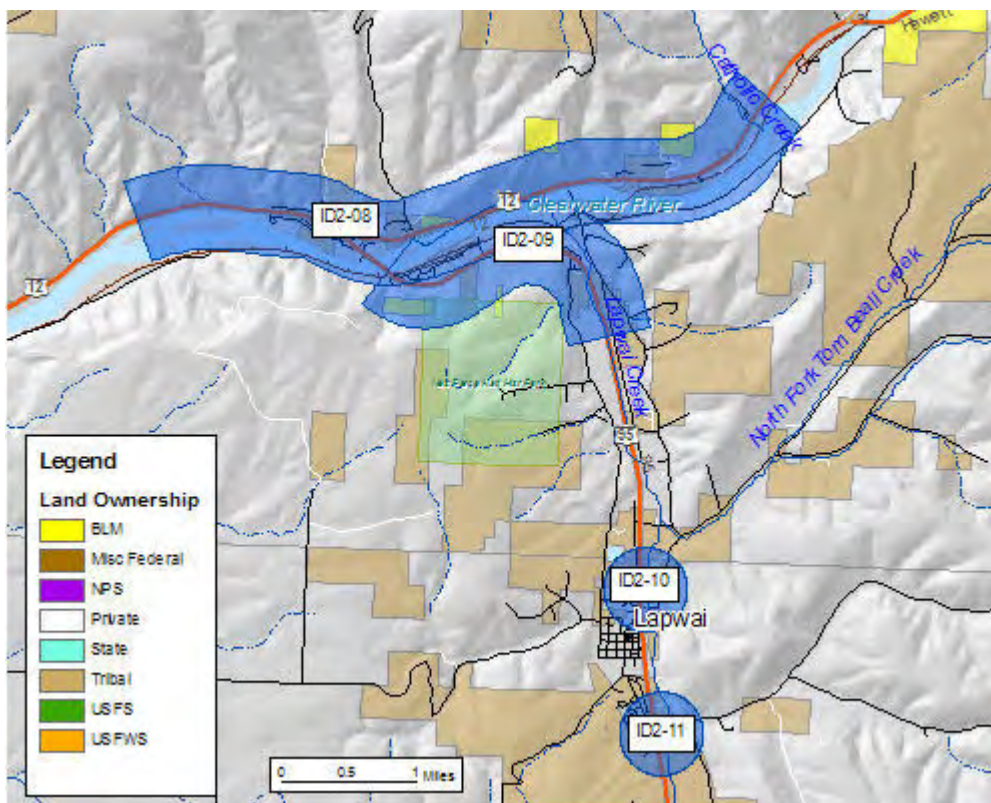 Hewett
Catholic Creek
ID2-08
12
Clearwater River
ID2-09
12
Lapwai Creek
North Fork Tom Beall Creek
95
Legend
Land Ownership
BLM
Misc Federal
NPS
Private
State
Tribal
USFS
USFWS
ID2-10
Lapwai
ID2-11
0 0.5 1 Miles